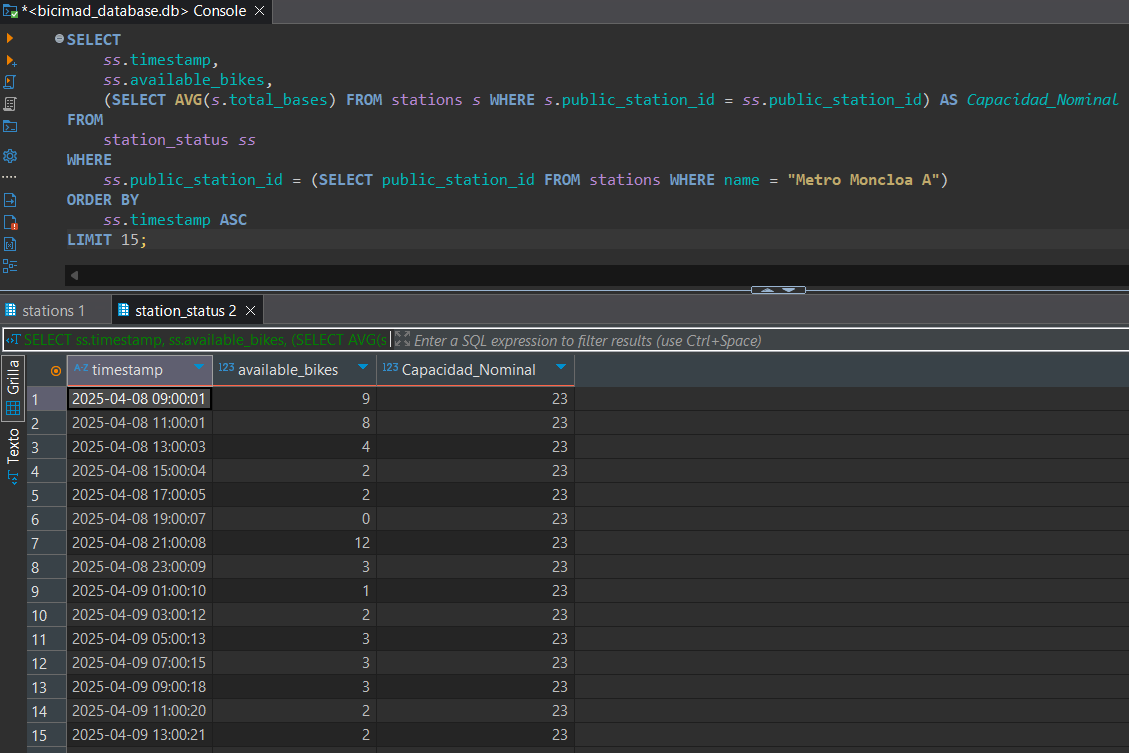 *<bicimad_database.db> Console
SELECT
ss.timestamp,
ss.available_bikes,
(SELECT AVG(s.total_bases) FROM stations s WHERE s.public_station_id = ss.public_station_id) AS Capacidad_Nominal
FROM
station_status ss
WHERE
ss.public_station_id = (SELECT public_station_id FROM stations WHERE name = "Metro Moncloa A")
ORDER BY
ss.timestamp ASC
LIMIT 15;
stations 1 station_status 2
SELECT ss.timestamp, ss.available_bikes, (SELECT AVG(s Enter a SQL expression to filter results (use Ctrl+Space)
Grilla
Texto
A-Z timestamp 123 available_bikes 123 Capacidad_Nominal
1 2025-04-08 09:00:01 9 23
2 2025-04-08 11:00:01 8 23
3 2025-04-08 13:00:03 4 23
4 2025-04-08 15:00:04 2 23
5 2025-04-08 17:00:05 2 23
6 2025-04-08 19:00:07 0 23
7 2025-04-08 21:00:08 12 23
8 2025-04-08 23:00:09 3 23
9 2025-04-09 01:00:10 1 23
10 2025-04-09 03:00:12 2 23
11 2025-04-09 05:00:13 3 23
12 2025-04-09 07:00:15 3 23
13 2025-04-09 09:00:18 3 23
14 2025-04-09 11:00:20 2 23
15 2025-04-09 13:00:21 2 23